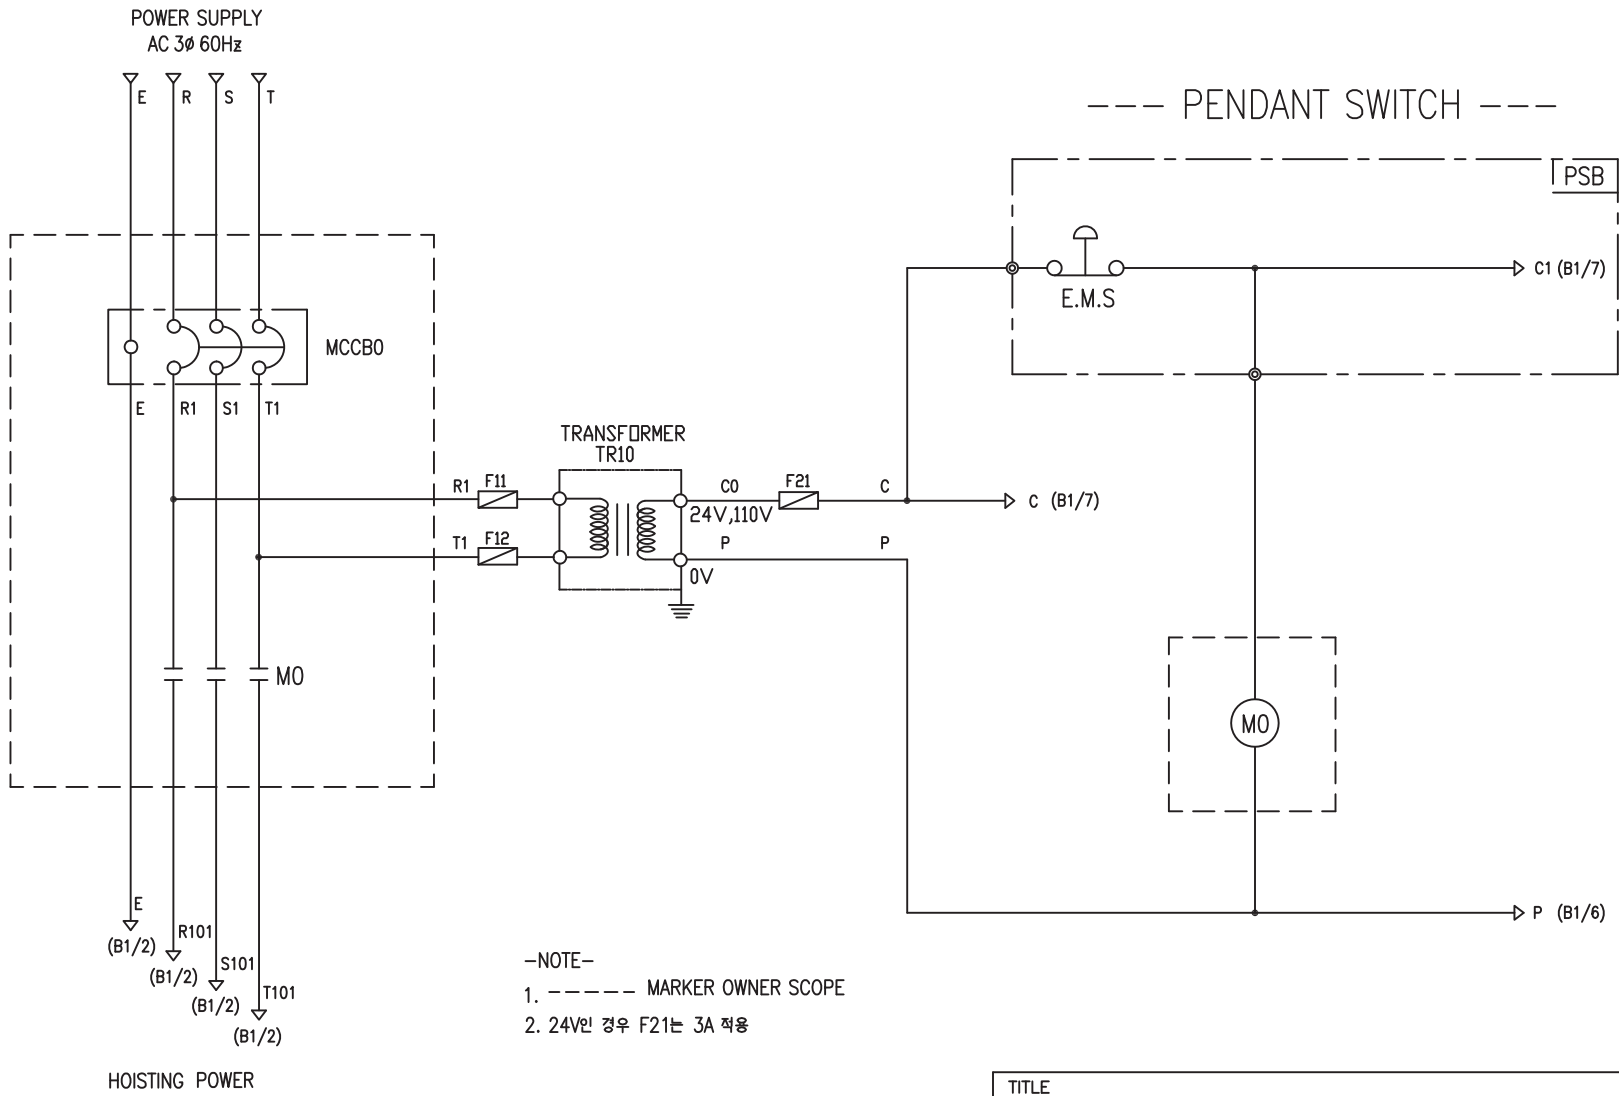 POWER SUPPLY
AC 3Ø 60Hz
E R S T
PENDANT SWITCH
PSB
E.M.S
C1 (B1/7)
MCCB0
E R1 S1 T1
TRANSFORMER
TR10
R1 F11
C0 F21 C
C (B1/7)
24V,110V
T1 F12
P P
0V
M0
M0
E
(B1/2)
R101
(B1/2)
S101
(B1/2)
T101
(B1/2)
P (B1/6)
-NOTE-
1. ------ MARKER OWNER SCOPE
2. 24V인 경우 F21는 3A 적용
HOISTING POWER
TITLE